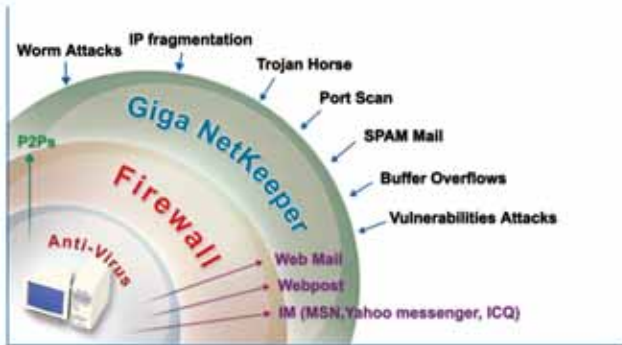 Worm Attacks
IP fragmentation
Trojan Horse
Port Scan
SPAM Mail
Buffer Overflows
Vulnerabilities Attacks
P2Ps
Giga NetKeeper
Firewall
Anti-Virus
Web Mail
Webpost
IM (MSN,Yahoo messenger, ICQ)